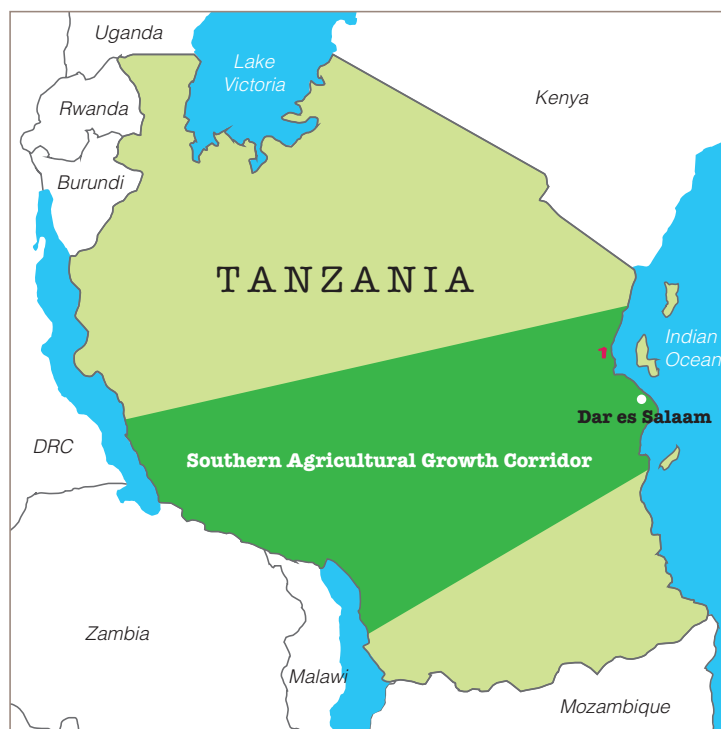 Uganda
Lake
Victoria
Kenya
Rwanda
Burundi
TANZANIA
Indian
Ocean
1
Dar es Salaam
DRC
Southern Agricultural Growth Corridor
Zambia
Malawi
Mozambique